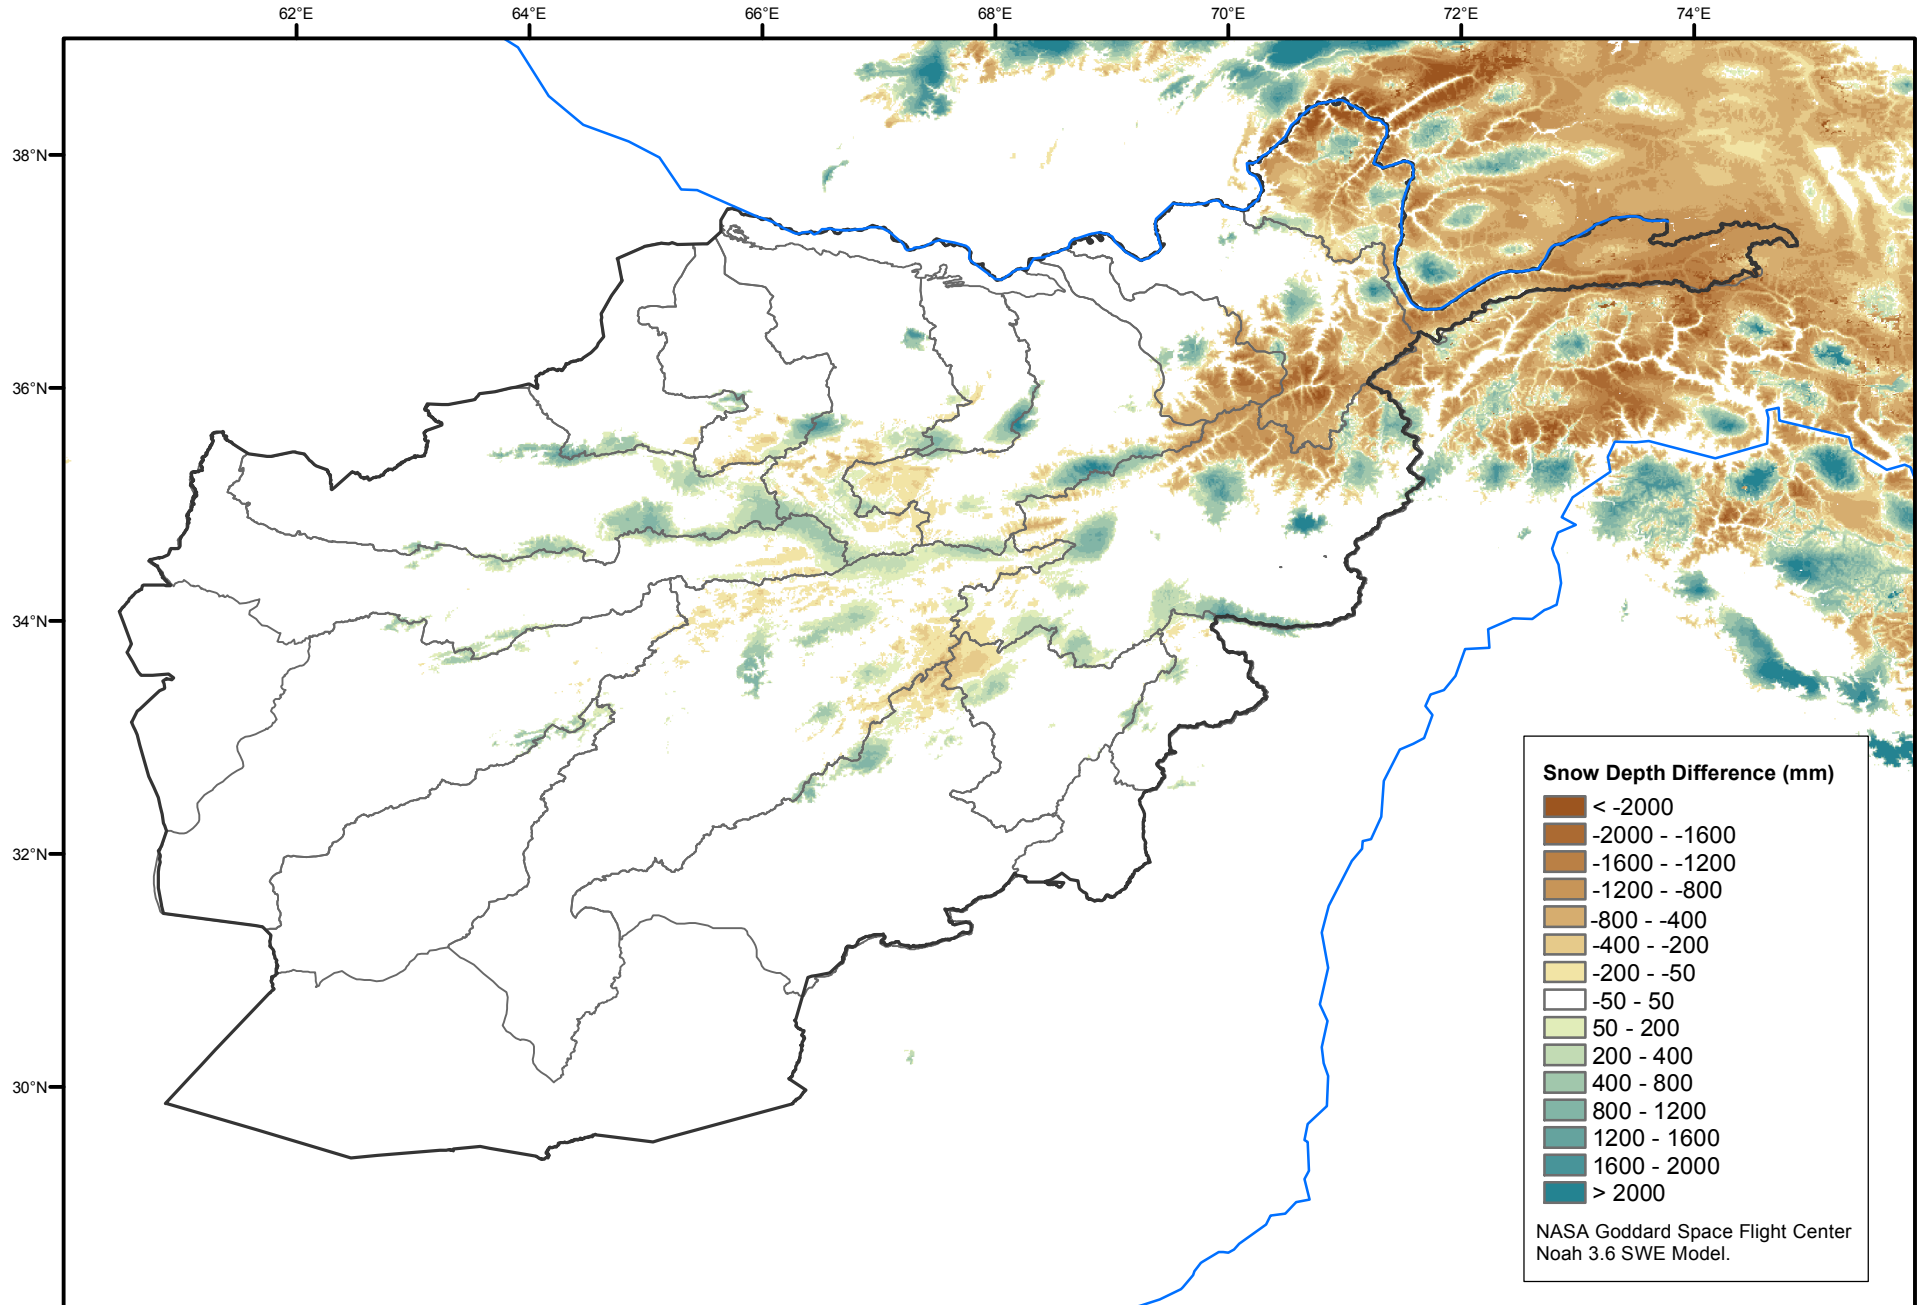 62°E
64°E
66°E
68°E
70°E
72°E
74°E
38°N
36°N
34°N
32°N
30°N
Snow Depth Difference (mm)
< -2000
-2000 - -1600
-1600 - -1200
-1200 - -800
-800 - -400
-400 - -200
-200 - -50
-50 - 50
50 - 200
200 - 400
400 - 800
800 - 1200
1200 - 1600
1600 - 2000
> 2000
NASA Goddard Space Flight Center
Noah 3.6 SWE Model.